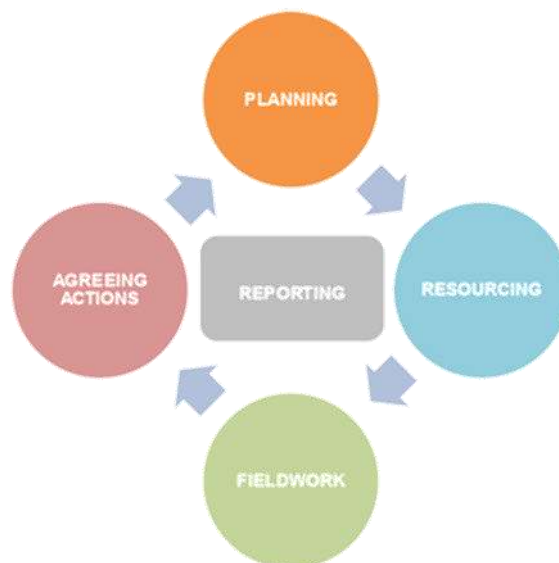 PLANNING
AGREEING
ACTIONS
REPORTING
RESOURCING
FIELDWORK